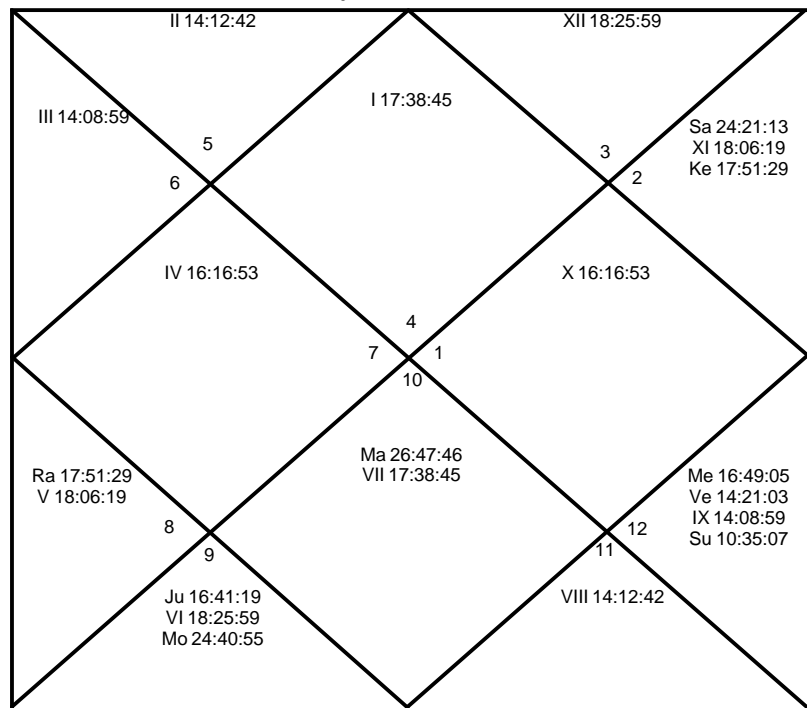 II 14:12:42
XII 18:25:59
I 17:38:45
III 14:08:59
Sa 24:21:13
XI 18:06:19
Ke 17:51:29
5
3
6
2
IV 16:16:53
X 16:16:53
4
7
1
10
Ma 26:47:46
VII 17:38:45
Ra 17:51:29
V 18:06:19
Me 16:49:05
Ve 14:21:03
IX 14:08:59
Su 10:35:07
8
12
9
11
Ju 16:41:19
VI 18:25:59
Mo 24:40:55
VIII 14:12:42